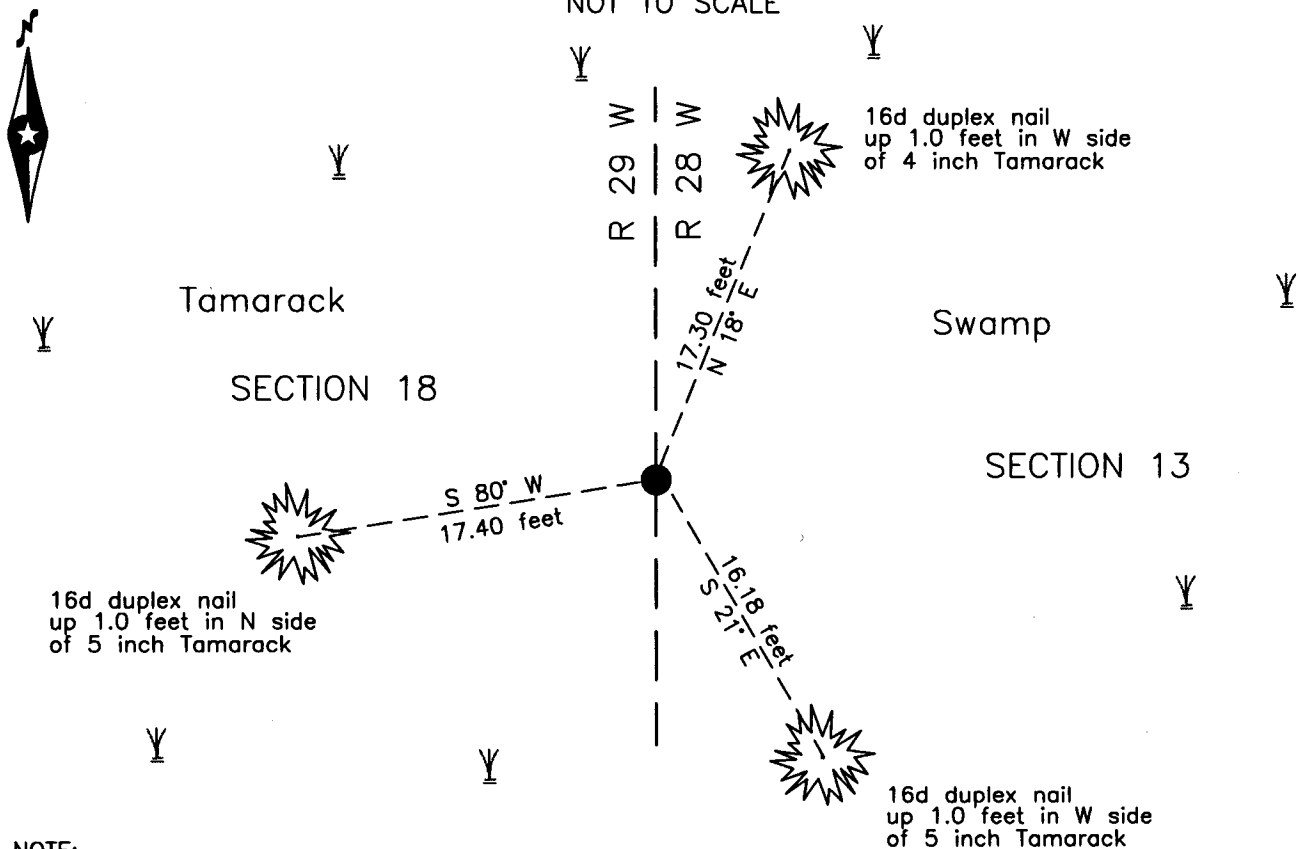 NOT TO SCALE
N
R 29 W
R 28 W
16d duplex nail
up 1.0 feet in W side
of 4 inch Tamarack
17.30 feet
N 18° E
Tamarack
Swamp
SECTION 18
SECTION 13
S 80° W
17.40 feet
16.18 feet
S 21° E
16d duplex nail
up 1.0 feet in N side
of 5 inch Tamarack
16d duplex nail
up 1.0 feet in W side
of 5 inch Tamarack
NOTE: